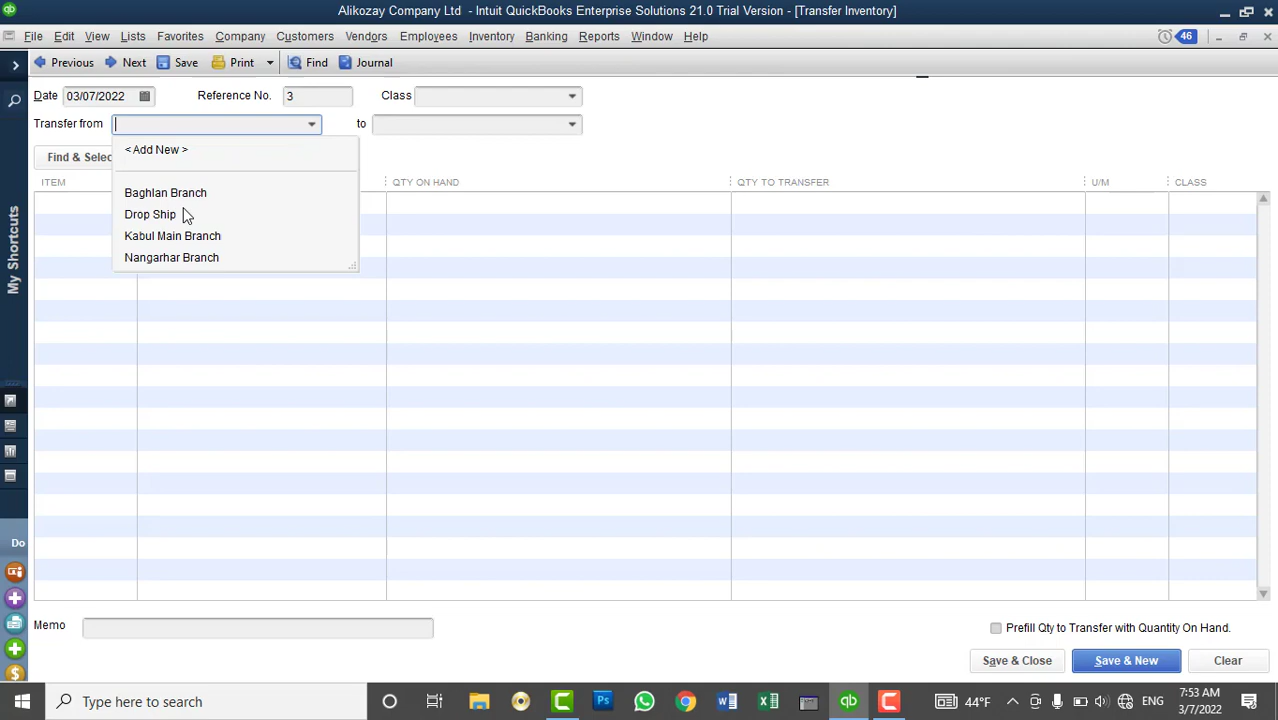 Alikozay Company Ltd - Intuit QuickBooks Enterprise Solutions 21.0 Trial Version - [Transfer Inventory]
File Edit View Lists Favorites Company Customers Vendors Employees Inventory Banking Reports Window Help 46
Previous Next Save Print Find Journal
Date 03/07/2022 Reference No. 3 Class
Transfer from to
< Add New >
Find & Selec
ITEM QTY ON HAND QTY TO TRANSFER U/M CLASS
Baghlan Branch
Drop Ship
Kabul Main Branch
Nangarhar Branch
My Shortcuts
Do
Memo
Prefill Qty to Transfer with Quantity On Hand.
Save & Close Save & New Clear
Type here to search
44°F ENG
7:53 AM
3/7/2022